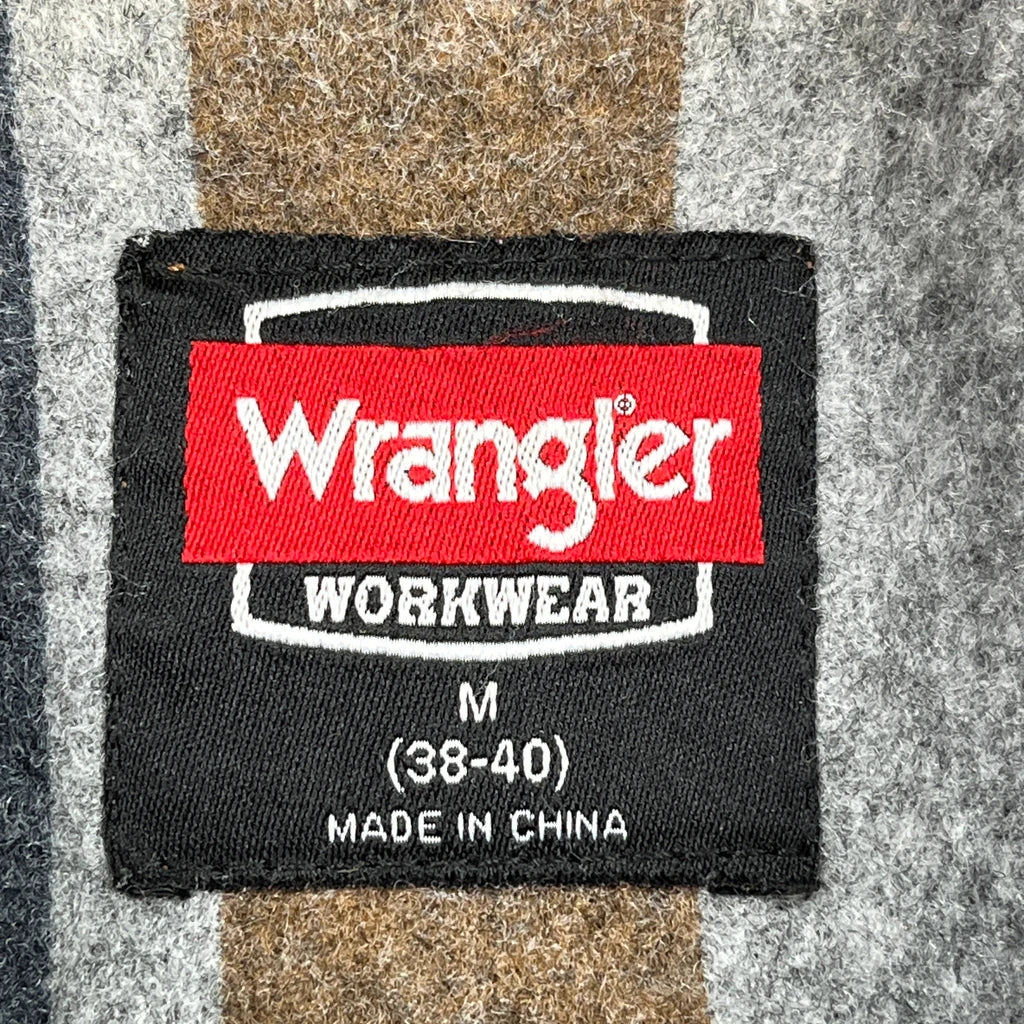 Wrangler®
WORKWEAR
M
(38-40)
MADE IN CHINA